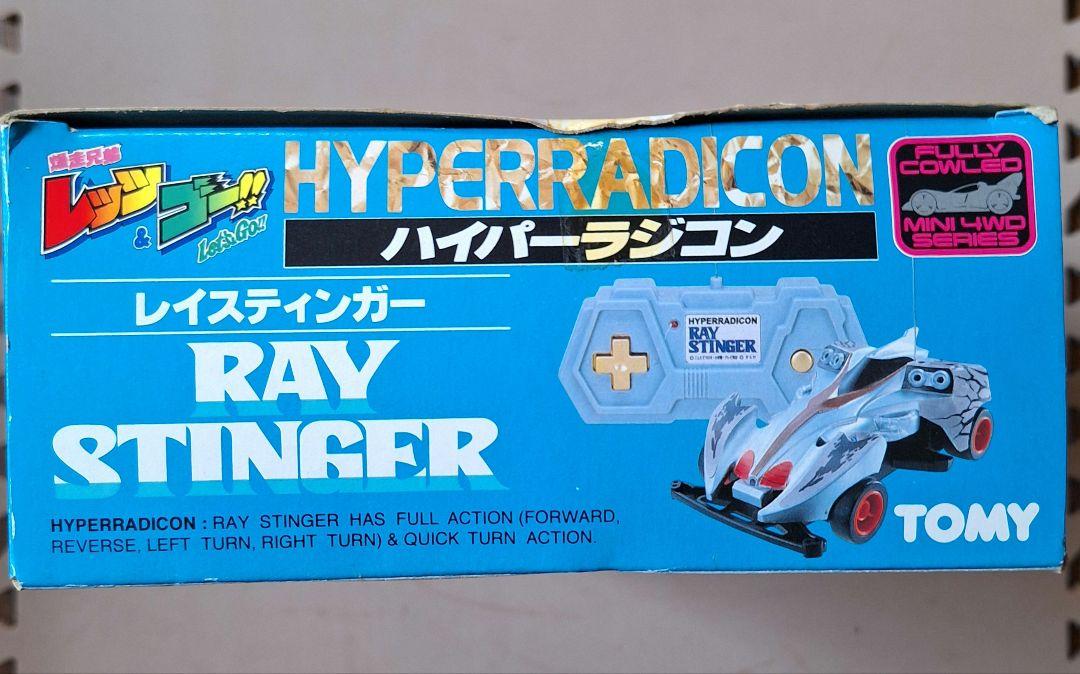 爆走兄弟
レッツ
&
ゴー!!
Let's Go!!
HYPERRADICON
ハイパーラジコン
FULLY
COWLED
MINI 4WD
SERIES
レイスティンガー
RAY
STINGER
HYPERRADICON
RAY
STINGER
HYPERRADICON : RAY STINGER HAS FULL ACTION (FORWARD,
REVERSE, LEFT TURN, RIGHT TURN) & QUICK TURN ACTION.
TOMY